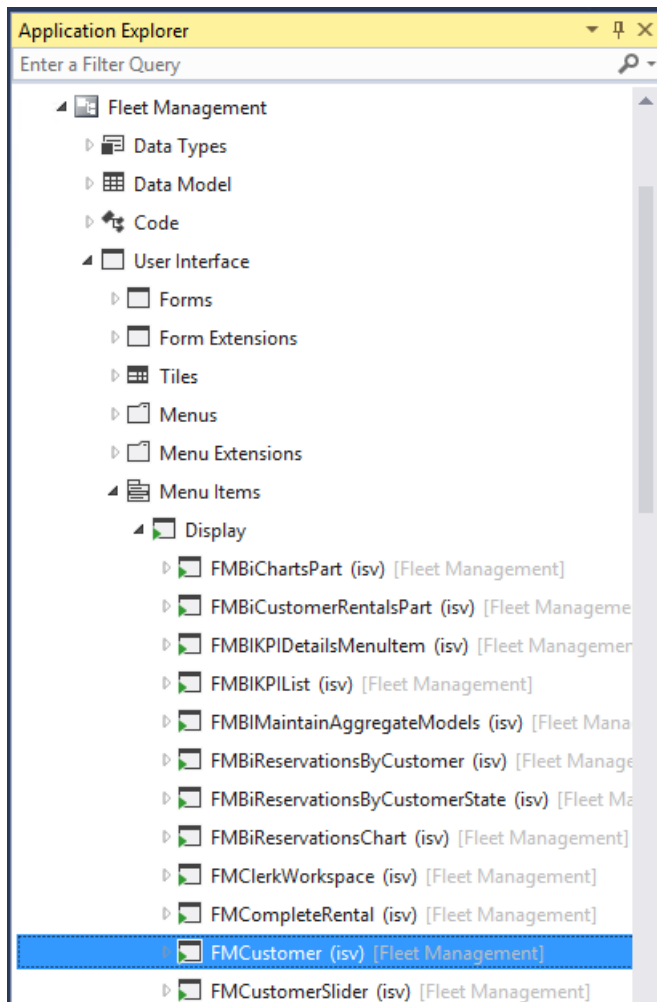 Application Explorer
Enter a Filter Query
Fleet Management
Data Types
Data Model
Code
User Interface
Forms
Form Extensions
Tiles
Menus
Menu Extensions
Menu Items
Display
FMBiChartsPart (isv) [Fleet Management]
FMBiCustomerRentalsPart (isv) [Fleet Manageme
FMBIKPIDetailsMenuItem (isv) [Fleet Managemen
FMBIKPIList (isv) [Fleet Management]
FMBIMaintainAggregateModels (isv) [Fleet Mana
FMBiReservationsByCustomer (isv) [Fleet Manage
FMBiReservationsByCustomerState (isv) [Fleet Ma
FMBiReservationsChart (isv) [Fleet Management]
FMClerkWorkspace (isv) [Fleet Management]
FMCompleteRental (isv) [Fleet Management]
FMCustomer (isv) [Fleet Management]
FMCustomerSlider (isv) [Fleet Management]